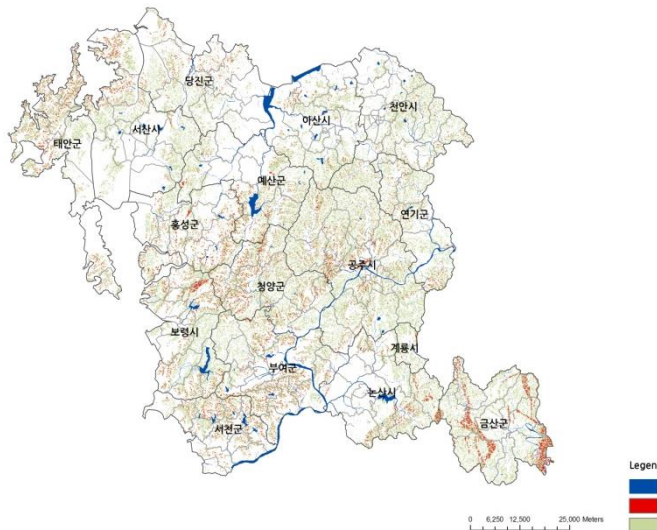 당진군
아산시
천안시
서산시
태안군
예산군
연기군
홍성군
공주시
청양군
보령시
계룡시
부여군
논산시
금산군
서천군
Legen
0 6,250 12,500 25,000 Meters